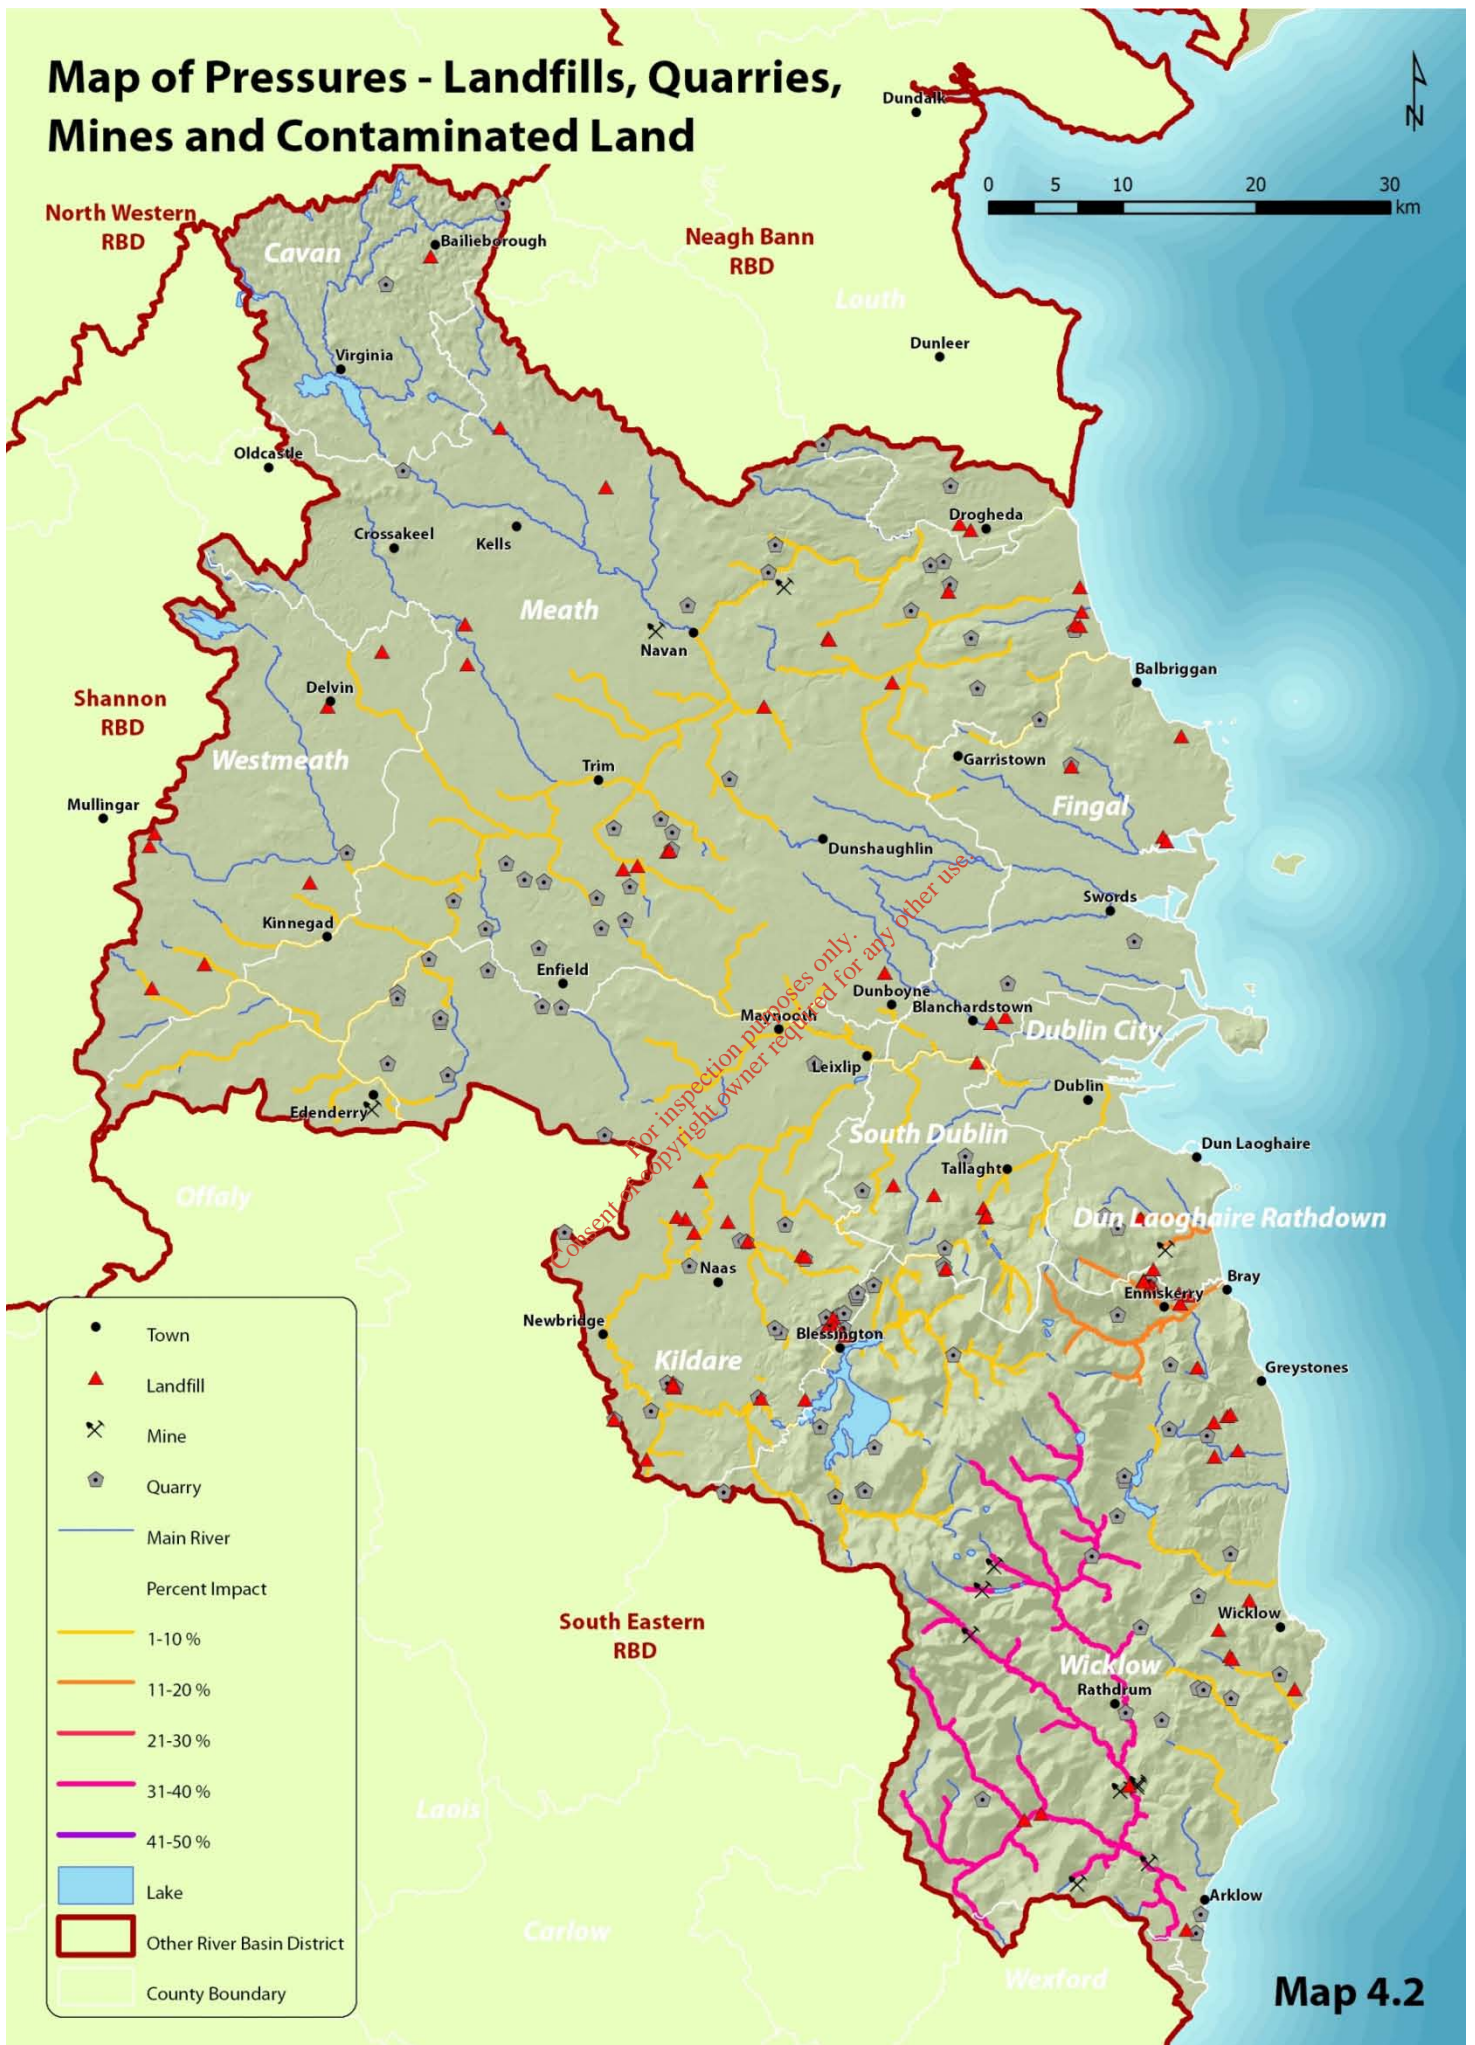 Map of Pressures - Landfills, Quarries,
Mines and Contaminated Land
Dundalk
N
0 5 10 20 30
km
North Western
RBD
Cavan
Bailieborough
Neagh Bann
RBD
Louth
Dunleer
Virginia
Oldcastle
Drogheda
Crossakeel
Kells
Meath
Navan
Balbriggan
Shannon
RBD
Delvin
Westmeath
Garristown
Trim
Mullingar
Fingal
Dunshaughlin
Swords
Kinnegad
Enfield
Dunboyne
Blanchardstown
Maynooth
Dublin City
Leixlip
Dublin
Edenderry
South Dublin
Dun Laoghaire
Tallaght
For inspection purposes only.
Consent of copyright owner required for any other use.
Offaly
Dun Laoghaire Rathdown
Naas
Bray
Enniskerry
Newbridge
Blessington
Kildare
Greystones
South Eastern
RBD
Wicklow
Wicklow
Rathdrum
Laois
Arklow
Carlow
Wexford
Town
Landfill
Mine
Quarry
Main River
Percent Impact
1-10 %
11-20 %
21-30 %
31-40 %
41-50 %
Lake
Other River Basin District
County Boundary
Map 4.2